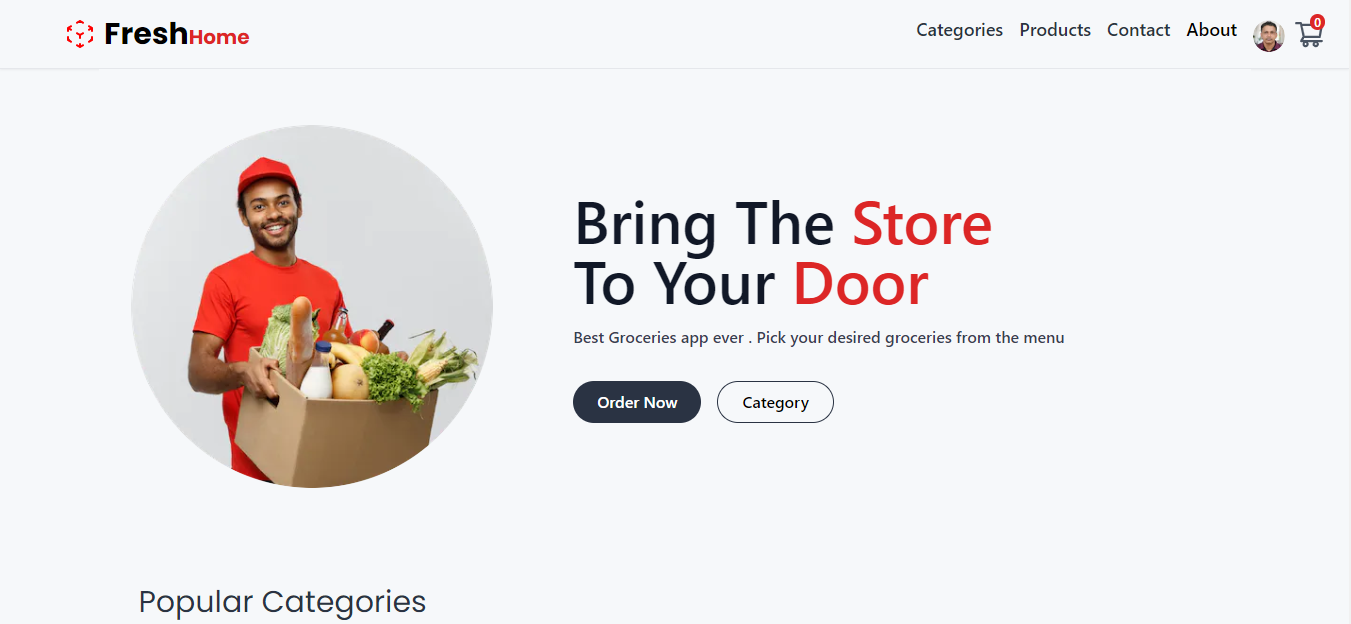 FreshHome
Categories Products Contact About 0
Bring The Store
To Your Door
Best Groceries app ever . Pick your desired groceries from the menu
Order Now Category
Popular Categories